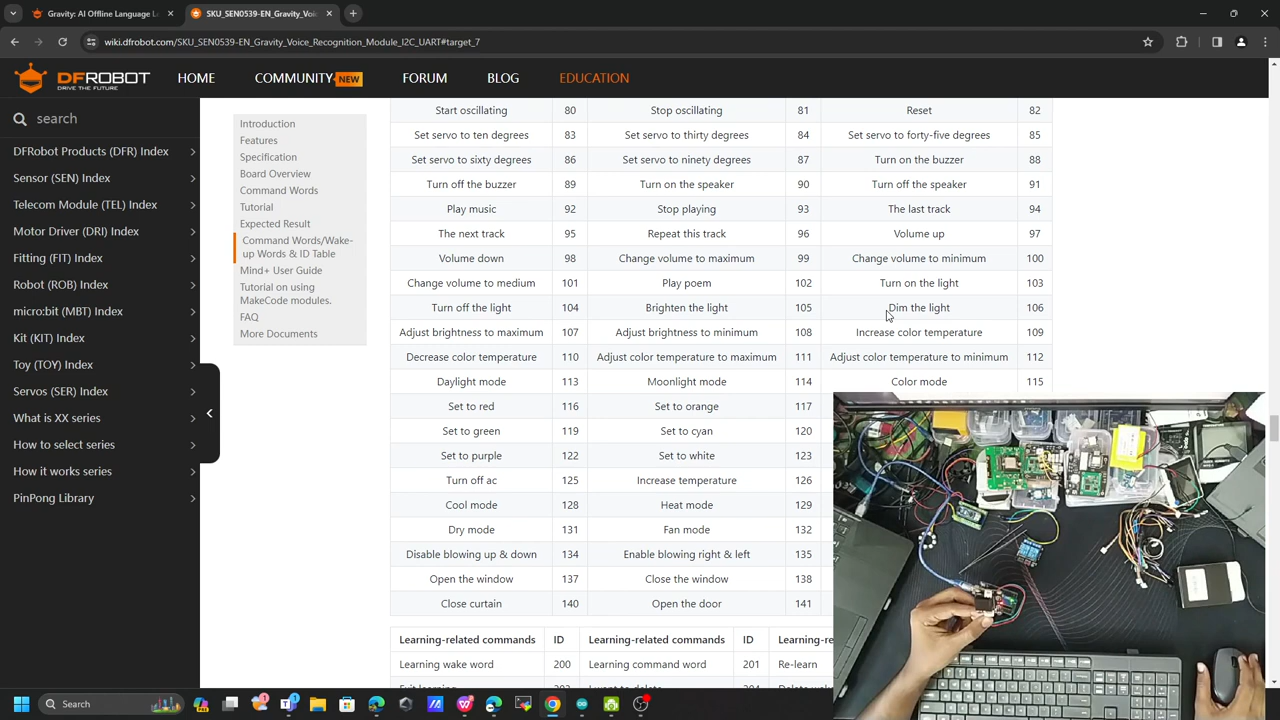 Gravity: AI Offline Language L
SKU_SEN0539-EN_Gravity_Voi
wiki.dfrobot.com/SKU_SEN0539-EN_Gravity_Voice_Recognition_Module_I2C_UART#target_7
DFROBOT
DRIVE THE FUTURE
HOME
COMMUNITY NEW
FORUM
BLOG
EDUCATION
search
DFRobot Products (DFR) Index
Sensor (SEN) Index
Telecom Module (TEL) Index
Motor Driver (DRI) Index
Fitting (FIT) Index
Robot (ROB) Index
micro:bit (MBT) Index
Kit (KIT) Index
Toy (TOY) Index
Servos (SER) Index
What is XX series
How to select series
How it works series
PinPong Library
Introduction
Features
Specification
Board Overview
Command Words
Tutorial
Expected Result
Command Words/Wake-
up Words & ID Table
Mind+ User Guide
Tutorial on using
MakeCode modules.
FAQ
More Documents
Start oscillating 80 Stop oscillating 81 Reset 82
Set servo to ten degrees 83 Set servo to thirty degrees 84 Set servo to forty-five degrees 85
Set servo to sixty degrees 86 Set servo to ninety degrees 87 Turn on the buzzer 88
Turn off the buzzer 89 Turn on the speaker 90 Turn off the speaker 91
Play music 92 Stop playing 93 The last track 94
The next track 95 Repeat this track 96 Volume up 97
Volume down 98 Change volume to maximum 99 Change volume to minimum 100
Change volume to medium 101 Play poem 102 Turn on the light 103
Turn off the light 104 Brighten the light 105 Dim the light 106
Adjust brightness to maximum 107 Adjust brightness to minimum 108 Increase color temperature 109
Decrease color temperature 110 Adjust color temperature to maximum 111 Adjust color temperature to minimum 112
Daylight mode 113 Moonlight mode 114 Color mode 115
Set to red 116 Set to orange 117
Set to green 119 Set to cyan 120
Set to purple 122 Set to white 123
Turn off ac 125 Increase temperature 126
Cool mode 128 Heat mode 129
Dry mode 131 Fan mode 132
Disable blowing up & down 134 Enable blowing right & left 135
Open the window 137 Close the window 138
Close curtain 140 Open the door 141
Learning-related commands ID Learning-related commands ID Learning-re
Learning wake word 200 Learning command word 201 Re-learn
Search